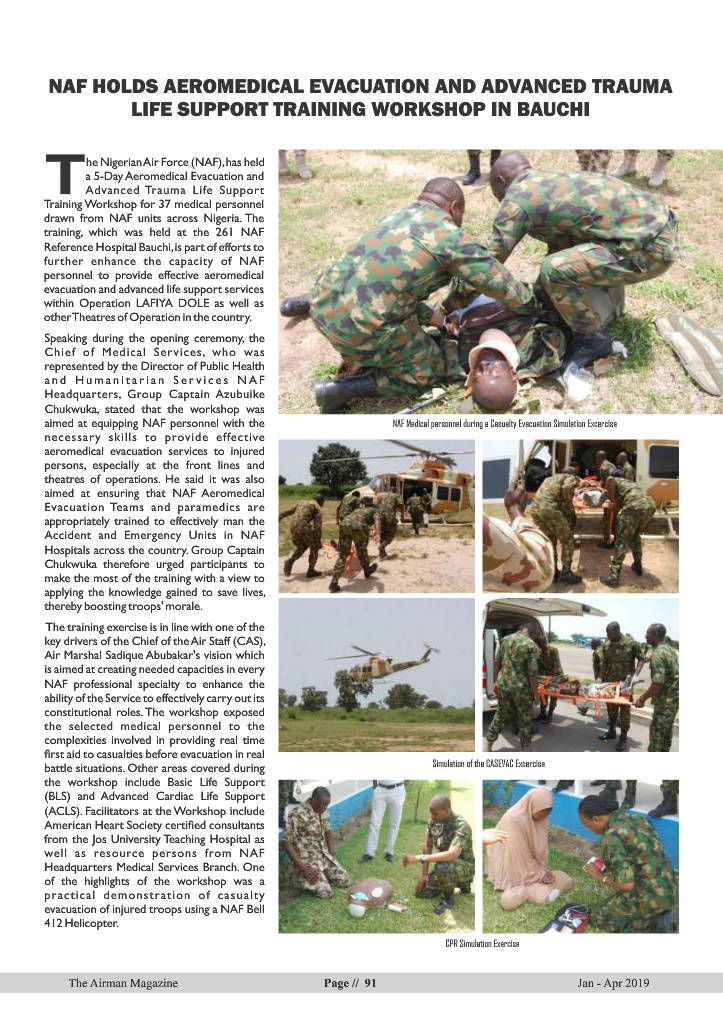 NAF HOLDS AEROMEDICAL EVACUATION AND ADVANCED TRAUMA
LIFE SUPPORT TRAINING WORKSHOP IN BAUCHI
The Nigerian Air Force (NAF), has held
a 5-Day Aeromedical Evacuation and
Advanced Trauma Life Support
Training Workshop for 37 medical personnel
drawn from NAF units across Nigeria. The
training, which was held at the 261 NAF
Reference Hospital Bauchi, is part of efforts to
further enhance the capacity of NAF
personnel to provide effective aeromedical
evacuation and advanced life support services
within Operation LAFIYA DOLE as well as
other Theatres of Operation in the country.
Speaking during the opening ceremony, the
Chief of Medical Services, who was
represented by the Director of Public Health
and Humanitarian Services NAF
Headquarters, Group Captain Azubuike
Chukwuka, stated that the workshop was
aimed at equipping NAF personnel with the
necessary skills to provide effective
aeromedical evacuation services to injured
persons, especially at the front lines and
theatres of operations. He said it was also
aimed at ensuring that NAF Aeromedical
Evacuation Teams and paramedics are
appropriately trained to effectively man the
Accident and Emergency Units in NAF
Hospitals across the country. Group Captain
Chukwuka therefore urged participants to
make the most of the training with a view to
applying the knowledge gained to save lives,
thereby boosting troops' morale.
The training exercise is in line with one of the
key drivers of the Chief of the Air Staff (CAS),
Air Marshal Sadique Abubakar's vision which
is aimed at creating needed capacities in every
NAF professional specialty to enhance the
ability of the Service to effectively carry out its
constitutional roles. The workshop exposed
the selected medical personnel to the
complexities involved in providing real time
first aid to casualties before evacuation in real
battle situations. Other areas covered during
the workshop include Basic Life Support
(BLS) and Advanced Cardiac Life Support
(ACLS). Facilitators at the Workshop include
American Heart Society certified consultants
from the Jos University Teaching Hospital as
well as resource persons from NAF
Headquarters Medical Services Branch. One
of the highlights of the workshop was a
practical demonstration of casualty
evacuation of injured troops using a NAF Bell
412 Helicopter.
NAF Medical personnel during a Casualty Evacuation Simulation Excercise
Simulation of the CASEVAC Excercise
CPR Simulation Exercise
The Airman Magazine
Page // 91
Jan - Apr 2019